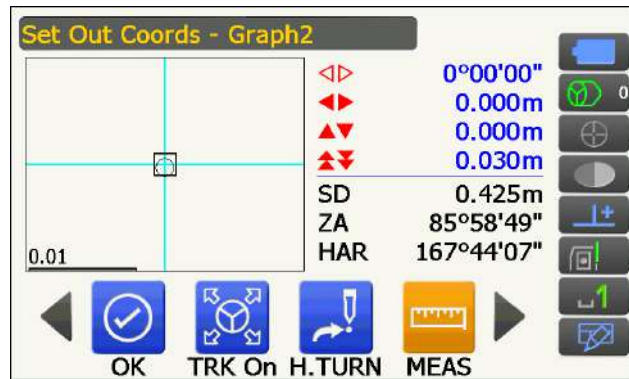 Set Out Coords - Graph2
0°00'00"
0.000m
0.000m
0.030m
SD 0.425m
ZA 85°58'49"
HAR 167°44'07"
0.01
0
1
OK TRK On H.TURN MEAS